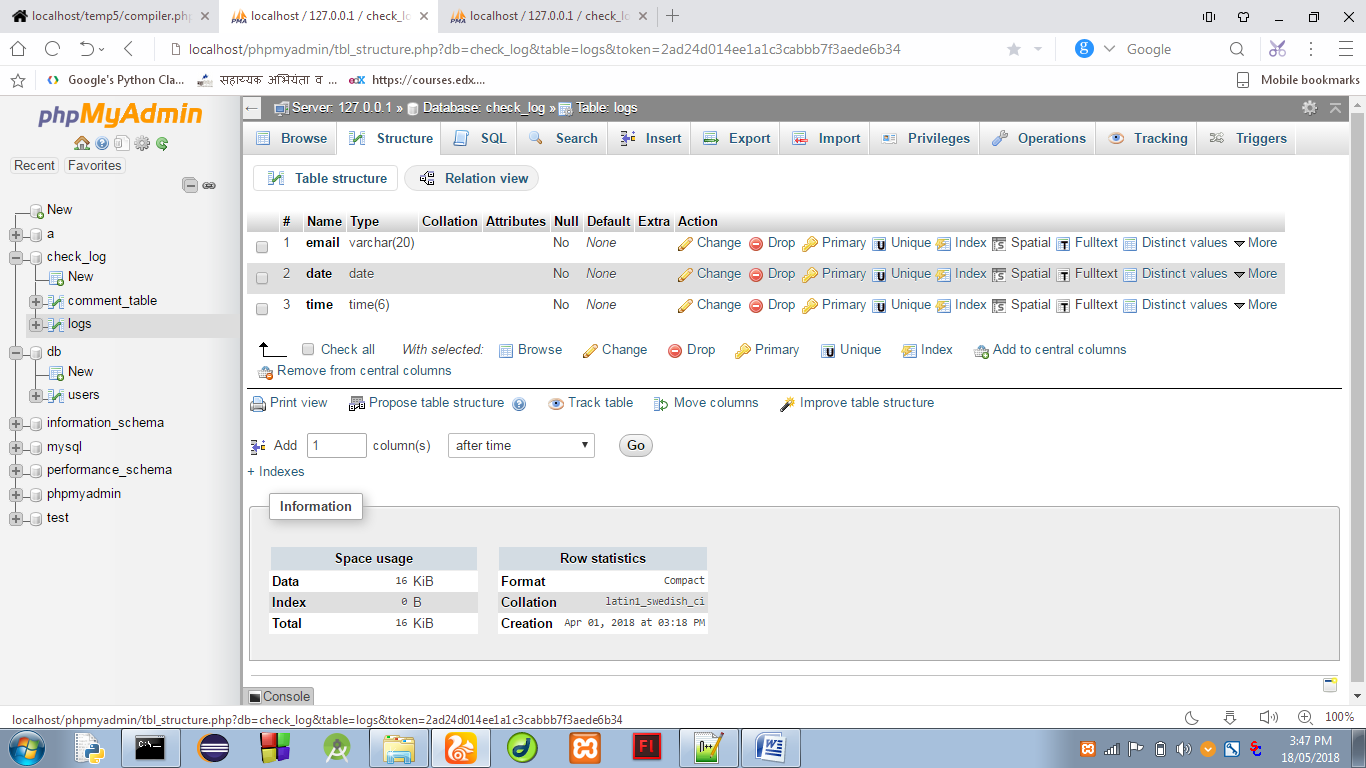 localhost/temp5/compiler.php
localhost / 127.0.0.1 / check_lo
localhost / 127.0.0.1 / check_lo
localhost/phpmyadmin/tbl_structure.php?db=check_log&table=logs&token=2ad24d014ee1a1c3cabbb7f3aede6b34
Google
Google's Python Cla...
सहाय्यक अभियंता व ...
https://courses.edx....
Mobile bookmarks
phpMyAdmin
Recent
Favorites
New
a
check_log
New
comment_table
logs
db
New
users
information_schema
mysql
performance_schema
phpmyadmin
test
Server: 127.0.0.1 » Database: check_log » Table: logs
Browse Structure SQL Search Insert Export Import Privileges Operations Tracking Triggers
Table structure Relation view
# Name Type Collation Attributes Null Default Extra Action
1 email varchar(20) No None Change Drop Primary Unique Index Spatial Fulltext Distinct values More
2 date date No None Change Drop Primary Unique Index Spatial Fulltext Distinct values More
3 time time(6) No None Change Drop Primary Unique Index Spatial Fulltext Distinct values More
Check all With selected: Browse Change Drop Primary Unique Index Add to central columns
Remove from central columns
Print view Propose table structure Track table Move columns Improve table structure
Add 1 column(s) after time Go
+ Indexes
Information
Space usage
Data 16 KiB
Index 0 B
Total 16 KiB
Row statistics
Format Compact
Collation latin1_swedish_ci
Creation Apr 01, 2018 at 03:18 PM
Console
localhost/phpmyadmin/tbl_structure.php?db=check_log&table=logs&token=2ad24d014ee1a1c3cabbb7f3aede6b34
100%
3:47 PM
18/05/2018